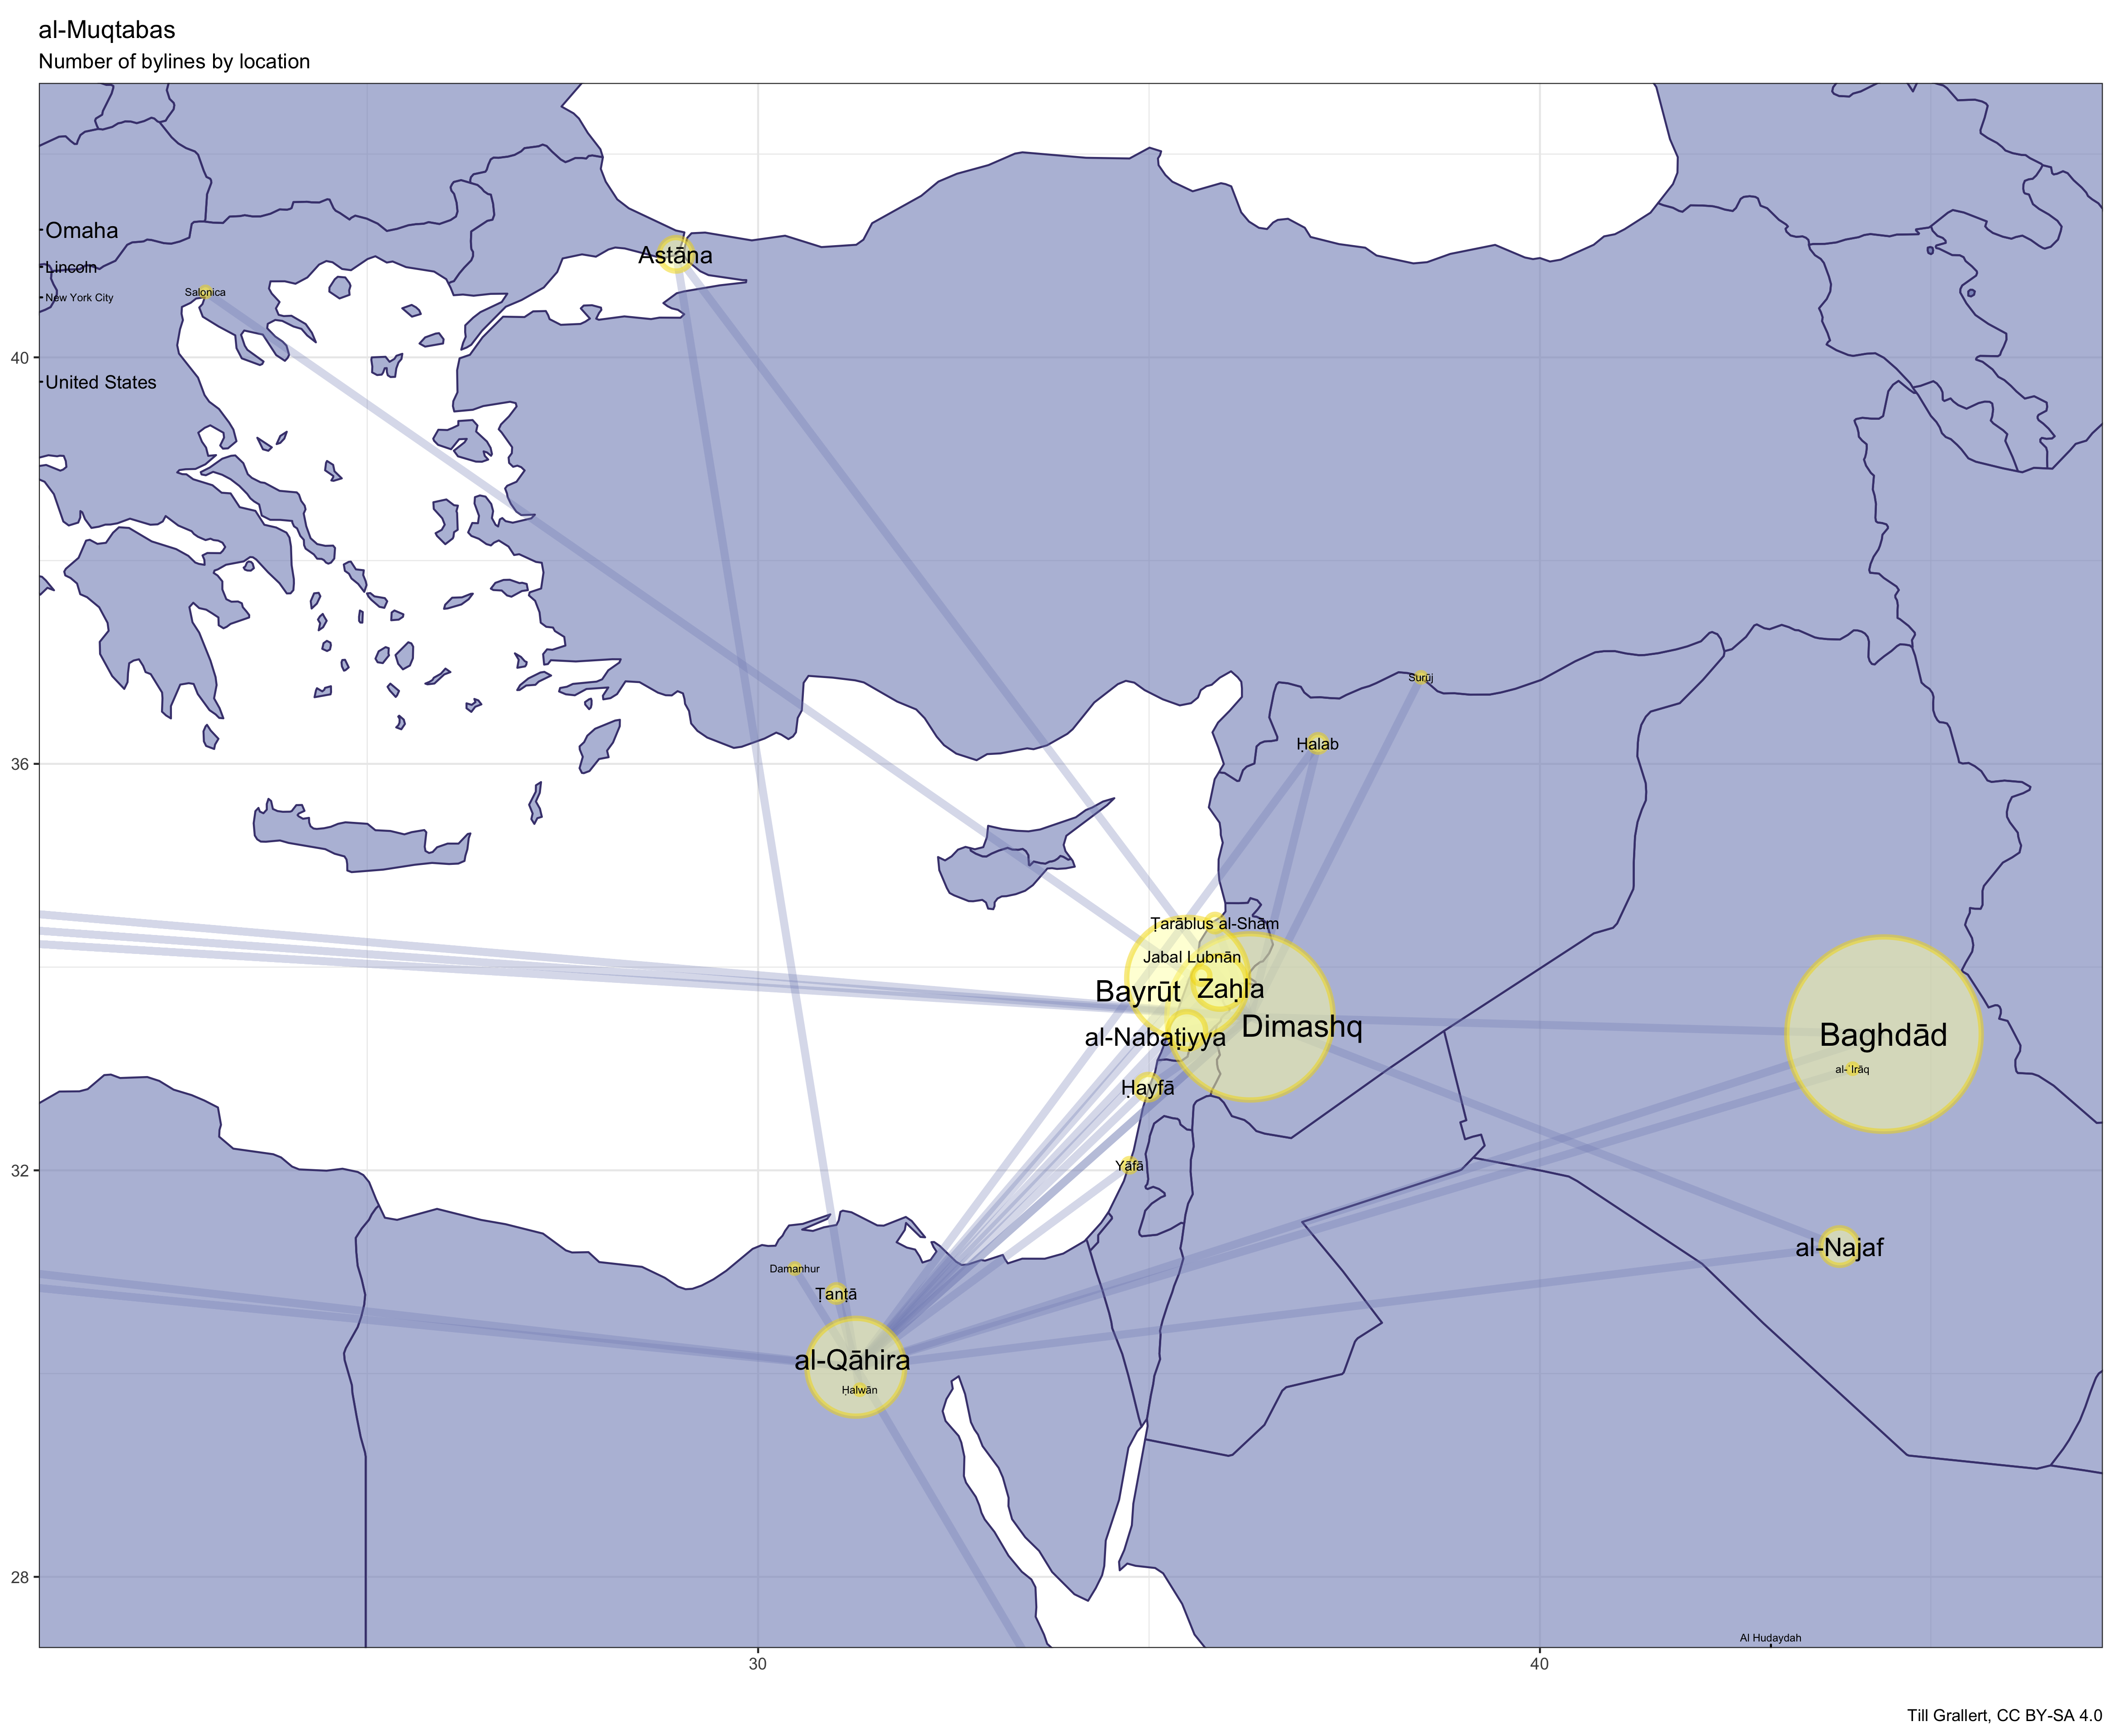 al-Muqtabas
Number of bylines by location
Omaha
Astāna
Lincoln
Salonica
New York City
40
United States
Surūj
36
Ḥalab
Ṭarāblus al-Shām
Jabal Lubnān
Bayrūt
Zaḥla
Dimashq
al-Nabaṭiyya
Baghdād
al-ʿIrāq
Ḥayfā
32
Yāfā
al-Najaf
Damanhur
Ṭanṭā
al-Qāhira
Ḥalwān
28
Al Hudaydah
30
40
Till Grallert, CC BY-SA 4.0